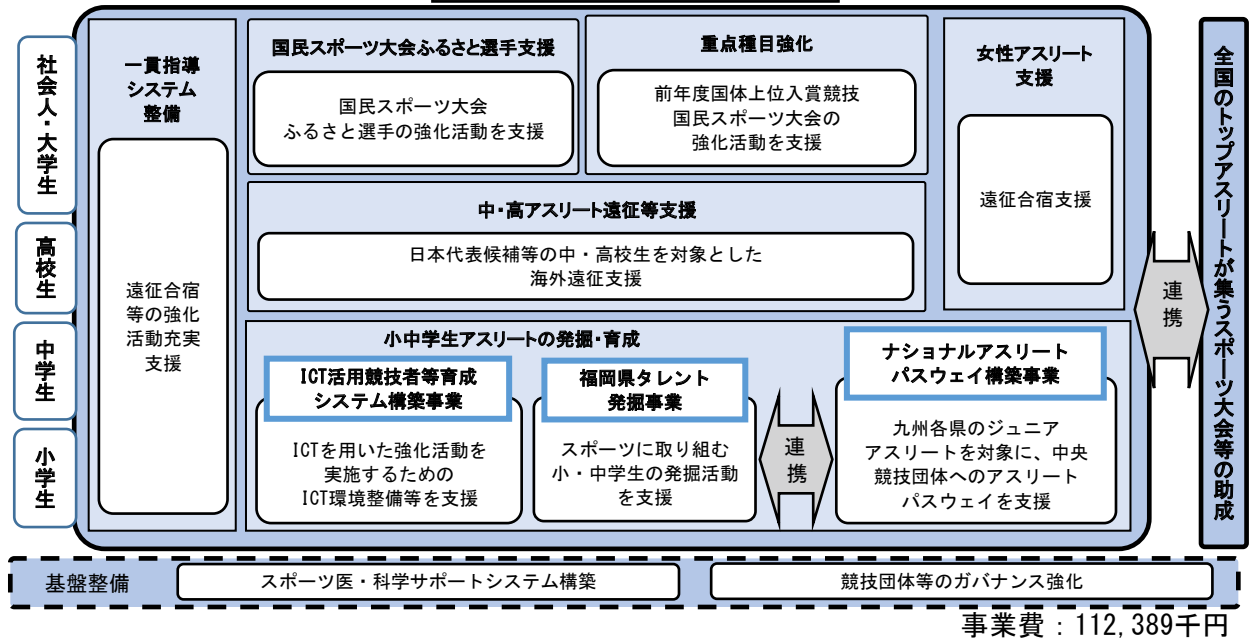 社会人・大学生
高校生
中学生
小学生
一貫指導
システム
整備
遠征合宿
等の強化
活動充実
支援
国民スポーツ大会ふるさと選手支援
国民スポーツ大会
ふるさと選手の強化活動を支援
重点種目強化
前年度国体上位入賞競技
国民スポーツ大会の
強化活動を支援
女性アスリート
支援
遠征合宿支援
中・高アスリート遠征等支援
日本代表候補等の中・高校生を対象とした
海外遠征支援
小中学生アスリートの発掘・育成
ICT活用競技者等育成
システム構築事業
ICTを用いた強化活動を
実施するための
ICT環境整備等を支援
福岡県タレント
発掘事業
スポーツに取り組む
小・中学生の発掘活動
を支援
連携
ナショナルアスリート
パスウェイ構築事業
九州各県のジュニア
アスリートを対象に、中央
競技団体へのアスリート
パスウェイを支援
連携
全国のトップアスリートが集うスポーツ大会等の助成
基盤整備
スポーツ医・科学サポートシステム構築
競技団体等のガバナンス強化
事業費：112,389千円